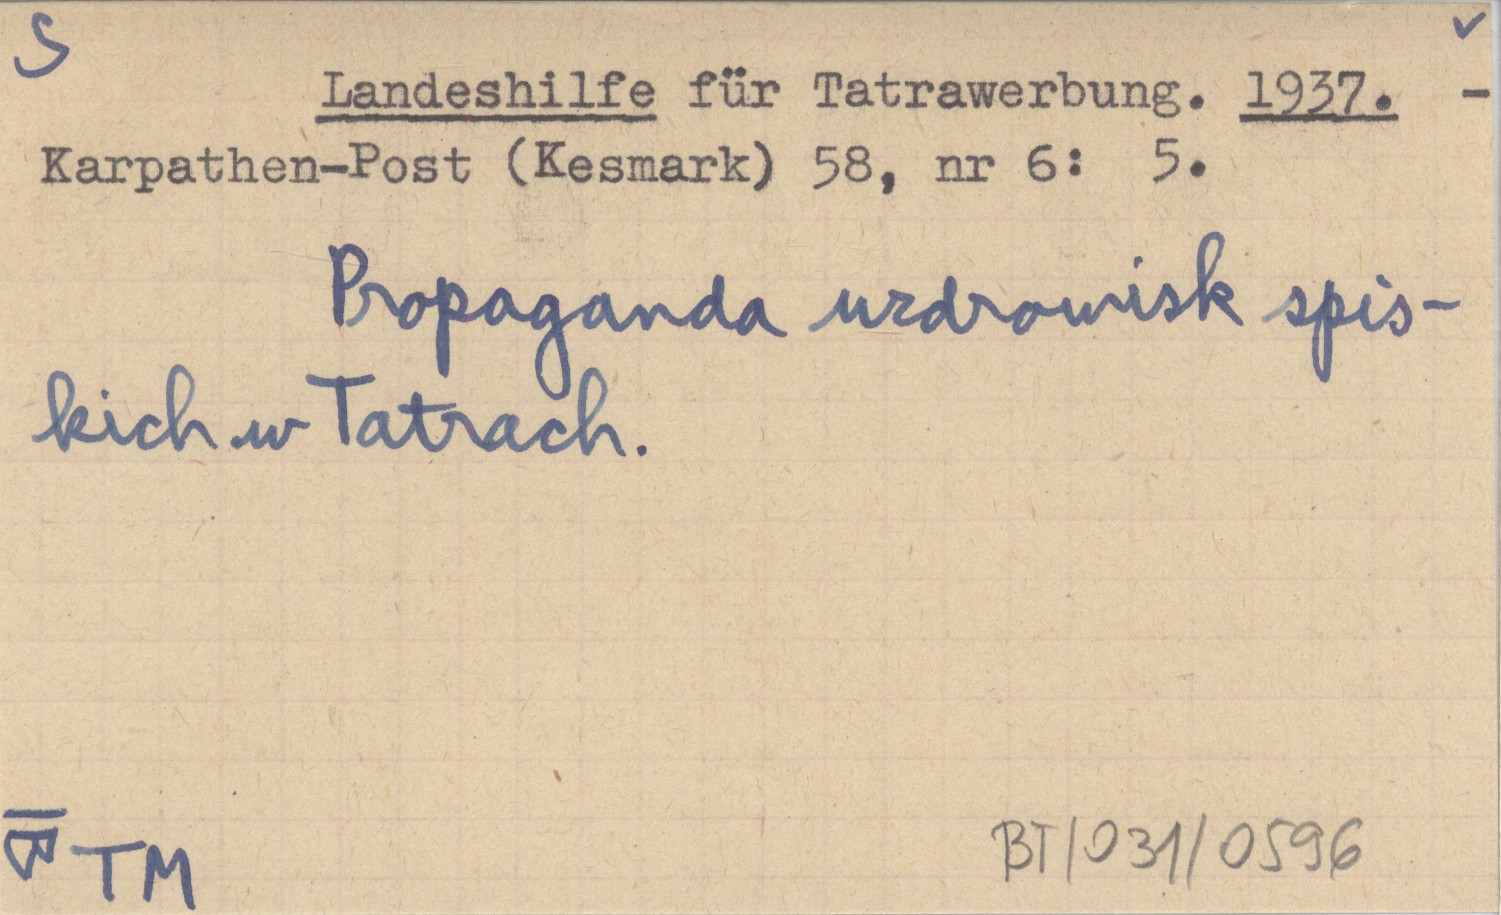 S ✓
Landeshilfe für Tatrawerbung. 1937. -
Karpathen-Post (Kesmark) 58, nr 6: 5.
Propaganda uzdrowisk spis-
kich w Tatrach.
TM
BT/031/0596